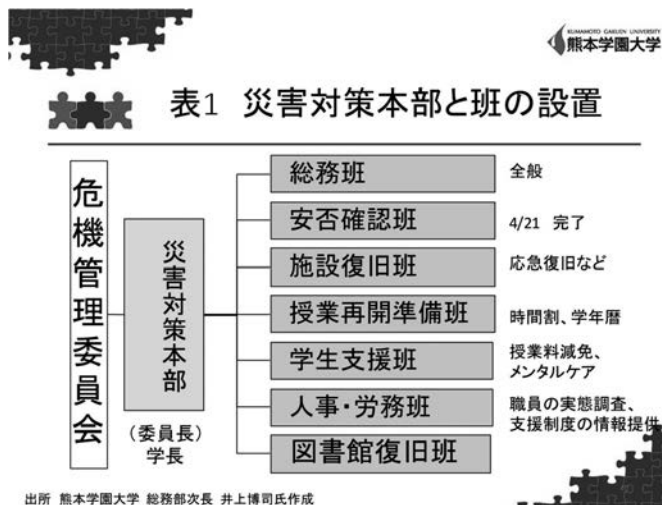 KUMAMOTO GAKUEN UNIVERSITY
熊本学園大学
表1 災害対策本部と班の設置
危機管理委員会
災害対策本部
(委員長)
学長
総務班 全般
安否確認班 4/21 完了
施設復旧班 応急復旧など
授業再開準備班 時間割、学年暦
学生支援班 授業料減免、
メンタルケア
人事・労務班 職員の実態調査、
支援制度の情報提供
図書館復旧班
出所 熊本学園大学 総務部次長 井上博司氏作成